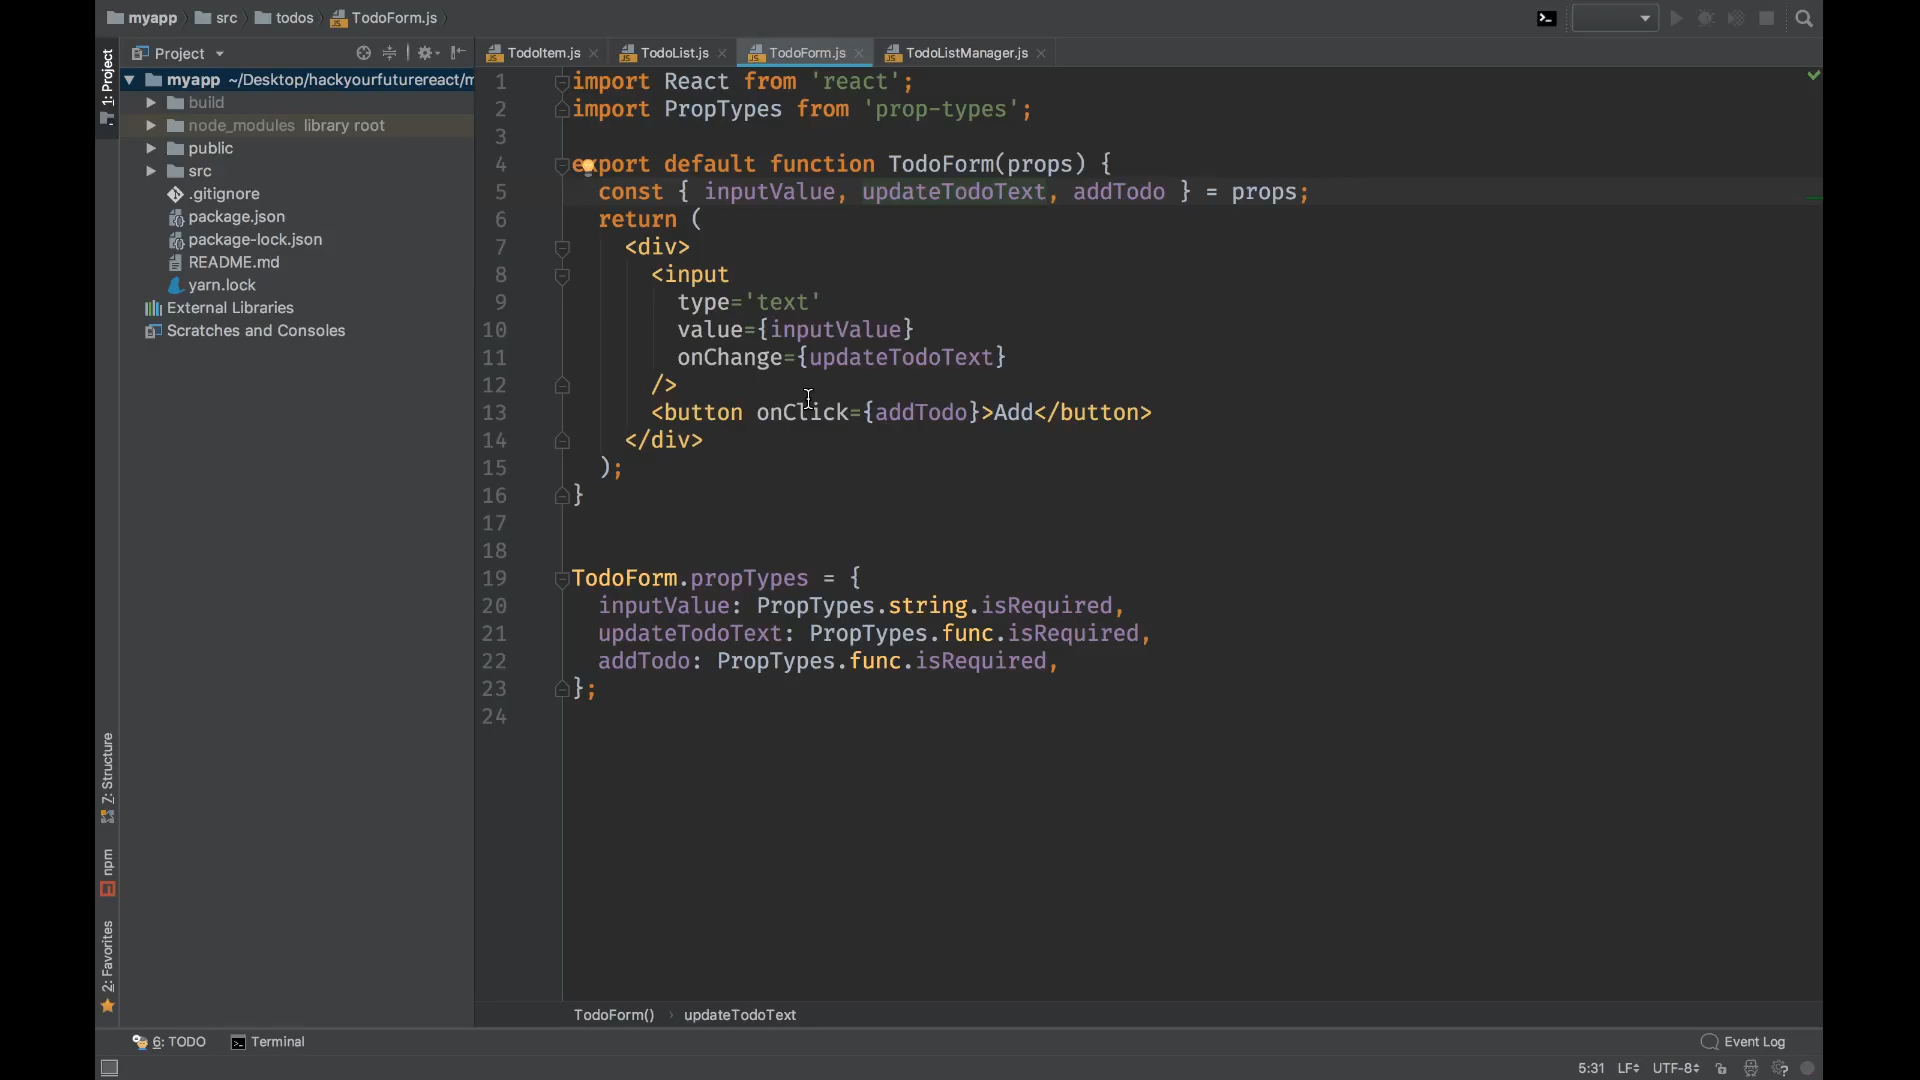 myapp src todos TodoForm.js
Project
TodoItem.js TodoList.js TodoForm.js TodoListManager.js
1: Project
myapp ~/Desktop/hackyourfuturereact/m
build
node_modules library root
public
src
.gitignore
package.json
package-lock.json
README.md
yarn.lock
External Libraries
Scratches and Consoles
Z: Structure
npm
2: Favorites
1 import React from 'react';
2 import PropTypes from 'prop-types';
3
4 export default function TodoForm(props) {
5 const { inputValue, updateTodoText, addTodo } = props;
6 return (
7 <div>
8 <input
9 type='text'
10 value={inputValue}
11 onChange={updateTodoText}
12 />
13 <button onClick={addTodo}>Add</button>
14 </div>
15 );
16 }
17
18
19 TodoForm.propTypes = {
20 inputValue: PropTypes.string.isRequired,
21 updateTodoText: PropTypes.func.isRequired,
22 addTodo: PropTypes.func.isRequired,
23 };
24
TodoForm() › updateTodoText
6: TODO Terminal Event Log
5:31 LF UTF-8